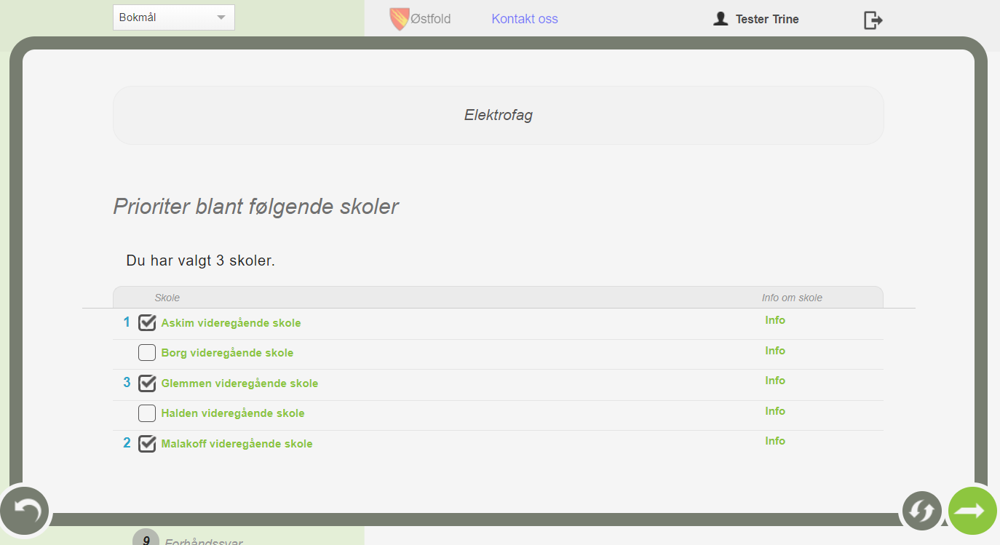 Bokmål
Østfold
Kontakt oss
Tester Trine
Elektrofag
Prioriter blant følgende skoler
Du har valgt 3 skoler.
Skole Info om skole
1 Askim videregående skole Info
Borg videregående skole Info
3 Glemmen videregående skole Info
Halden videregående skole Info
2 Malakoff videregående skole Info
9 Forhåndssvar